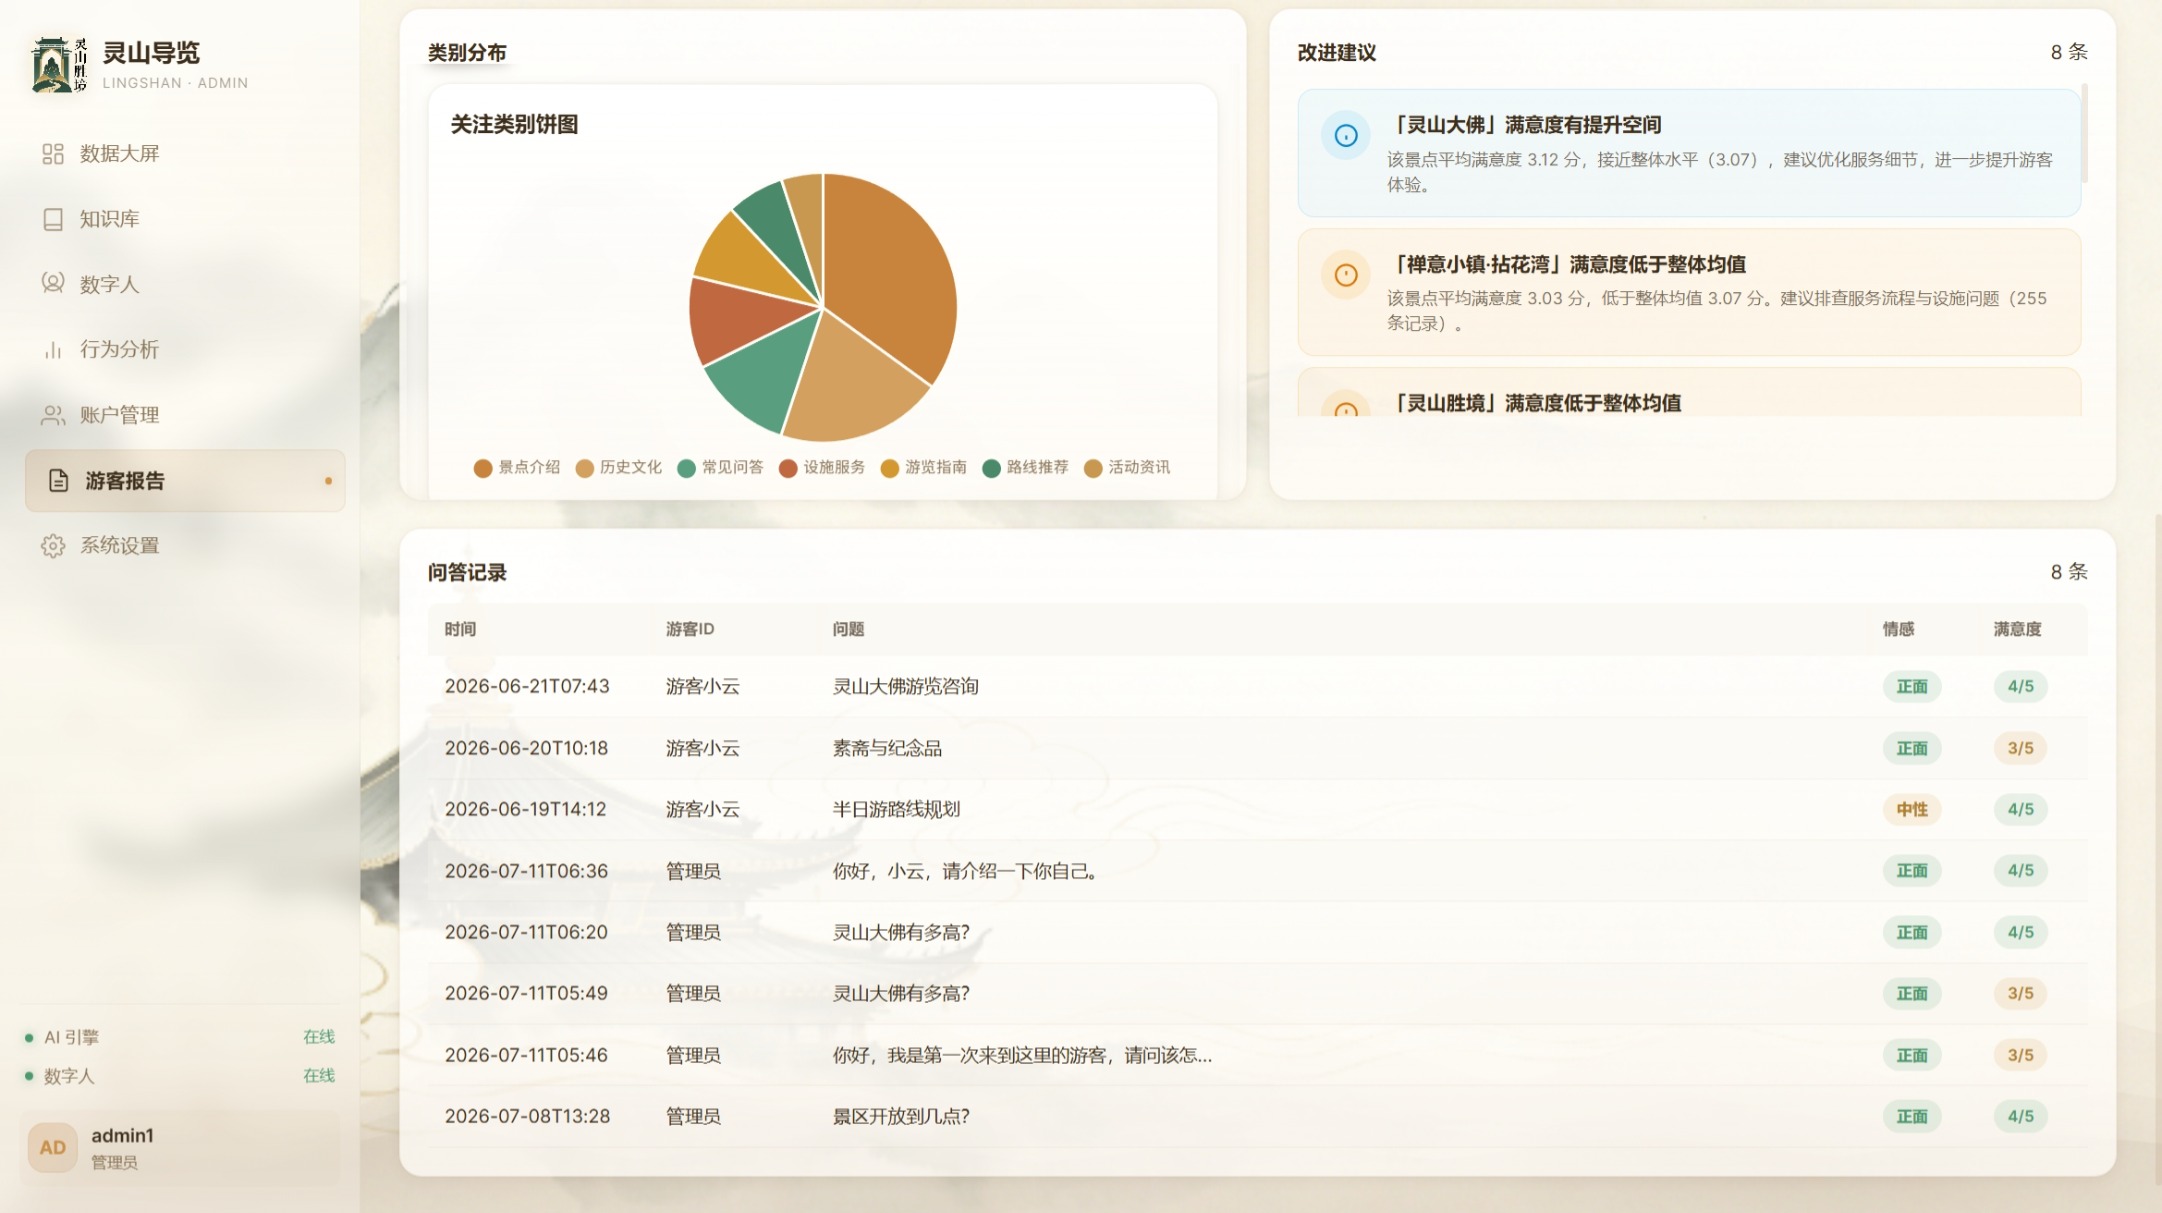 灵山胜境
灵山导览
LINGSHAN · ADMIN
数据大屏
知识库
数字人
行为分析
账户管理
游客报告
系统设置
AI 引擎 在线
数字人 在线
AD
admin1
管理员
类别分布
关注类别饼图
景点介绍 历史文化 常见问答 设施服务 游览指南 路线推荐 活动资讯
改进建议 8 条
「灵山大佛」满意度有提升空间
该景点平均满意度 3.12 分，接近整体水平（3.07），建议优化服务细节，进一步提升游客
体验。
「禅意小镇·拈花湾」满意度低于整体均值
该景点平均满意度 3.03 分，低于整体均值 3.07 分。建议排查服务流程与设施问题（255
条记录）。
「灵山胜境」满意度低于整体均值
问答记录 8 条
时间 游客ID 问题 情感 满意度
2026-06-21T07:43 游客小云 灵山大佛游览咨询 正面 4/5
2026-06-20T10:18 游客小云 素斋与纪念品 正面 3/5
2026-06-19T14:12 游客小云 半日游路线规划 中性 4/5
2026-07-11T06:36 管理员 你好，小云，请介绍一下你自己。 正面 4/5
2026-07-11T06:20 管理员 灵山大佛有多高？ 正面 4/5
2026-07-11T05:49 管理员 灵山大佛有多高？ 正面 3/5
2026-07-11T05:46 管理员 你好，我是第一次来到这里的游客，请问该怎... 正面 3/5
2026-07-08T13:28 管理员 景区开放到几点？ 正面 4/5